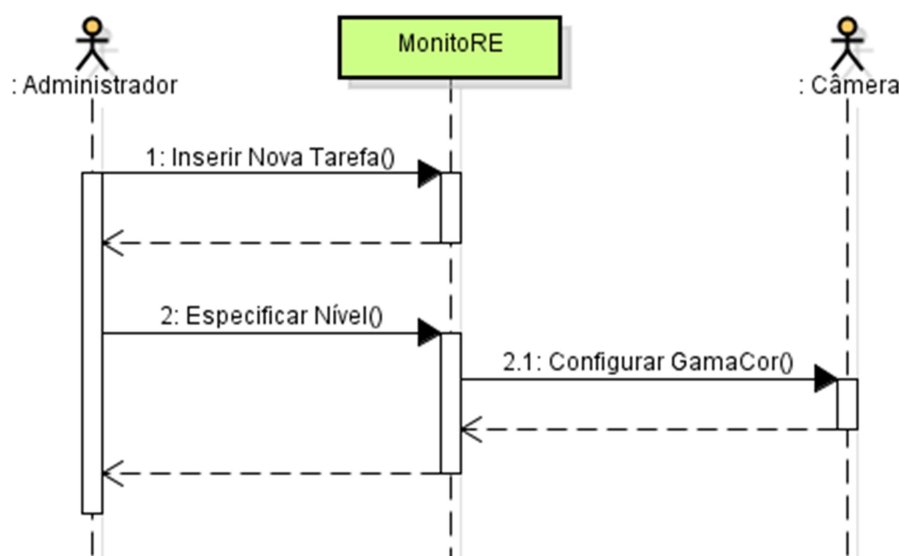 MonitoRE
: Administrador
: Câmera
1: Inserir Nova Tarefa()
2: Especificar Nível()
2.1: Configurar GamaCor()